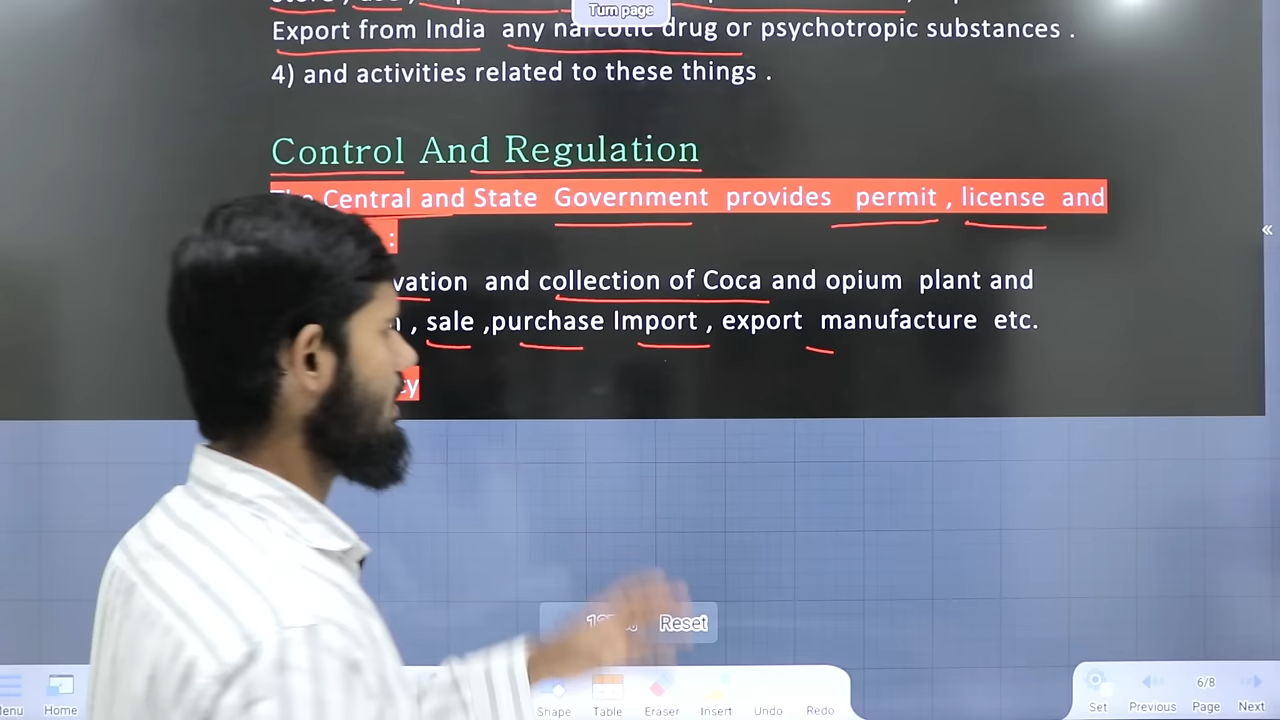 Turn page
Export from India any narcotic drug or psychotropic substances .
4) and activities related to these things .
Control And Regulation
Central and State Government provides permit , license and
:
and collection of Coca and opium plant and
, sale ,purchase Import , export manufacture etc.
Reset
Home
Shape Table Eraser Insert Undo Redo
6/8
Set Previous Page Next